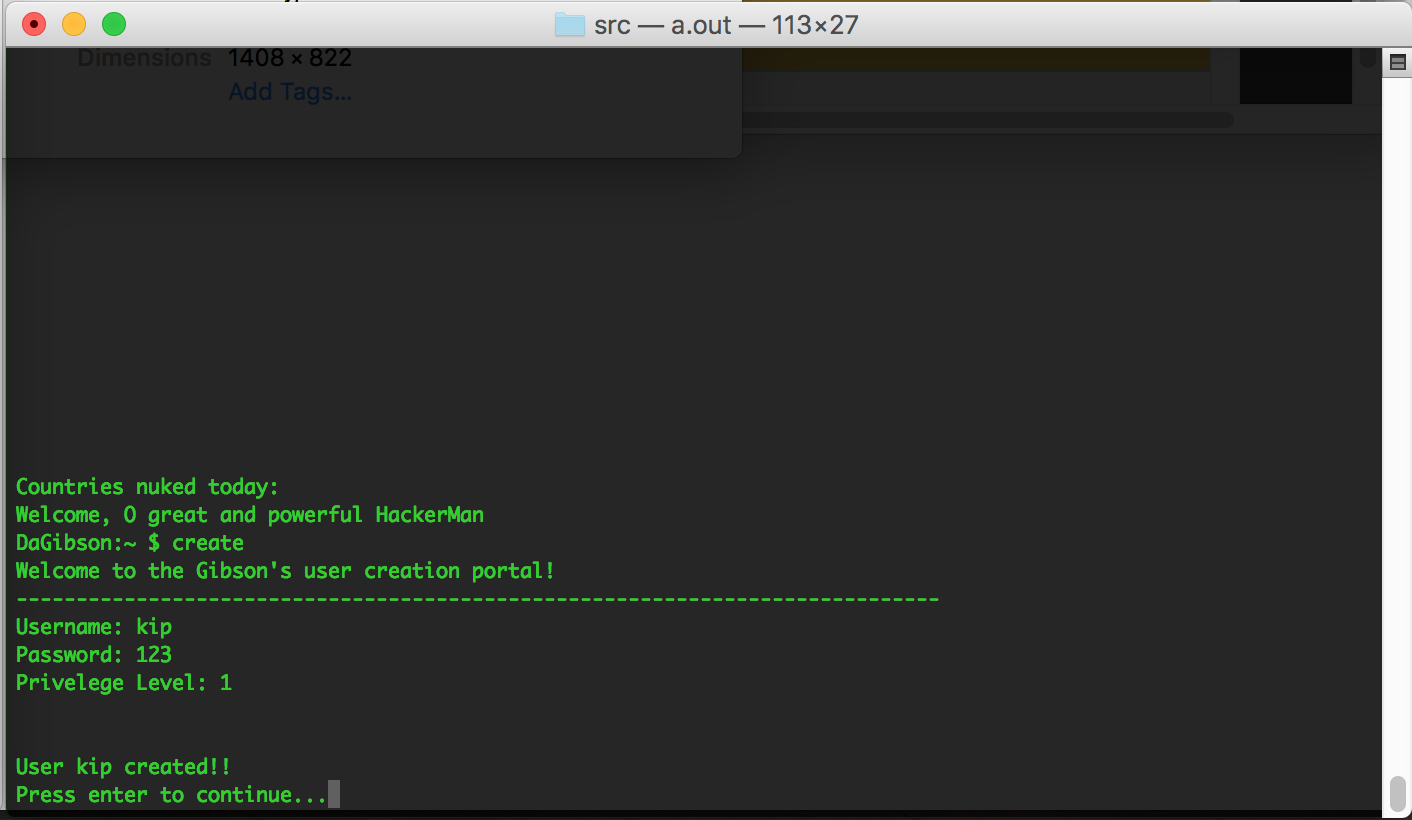 src — a.out — 113×27
Dimensions 1408 × 822
Add Tags...
Countries nuked today:
Welcome, O great and powerful HackerMan
DaGibson:~ $ create
Welcome to the Gibson's user creation portal!
-----------------------------------------------------------------------------
Username: kip
Password: 123
Privelege Level: 1
User kip created!!
Press enter to continue...